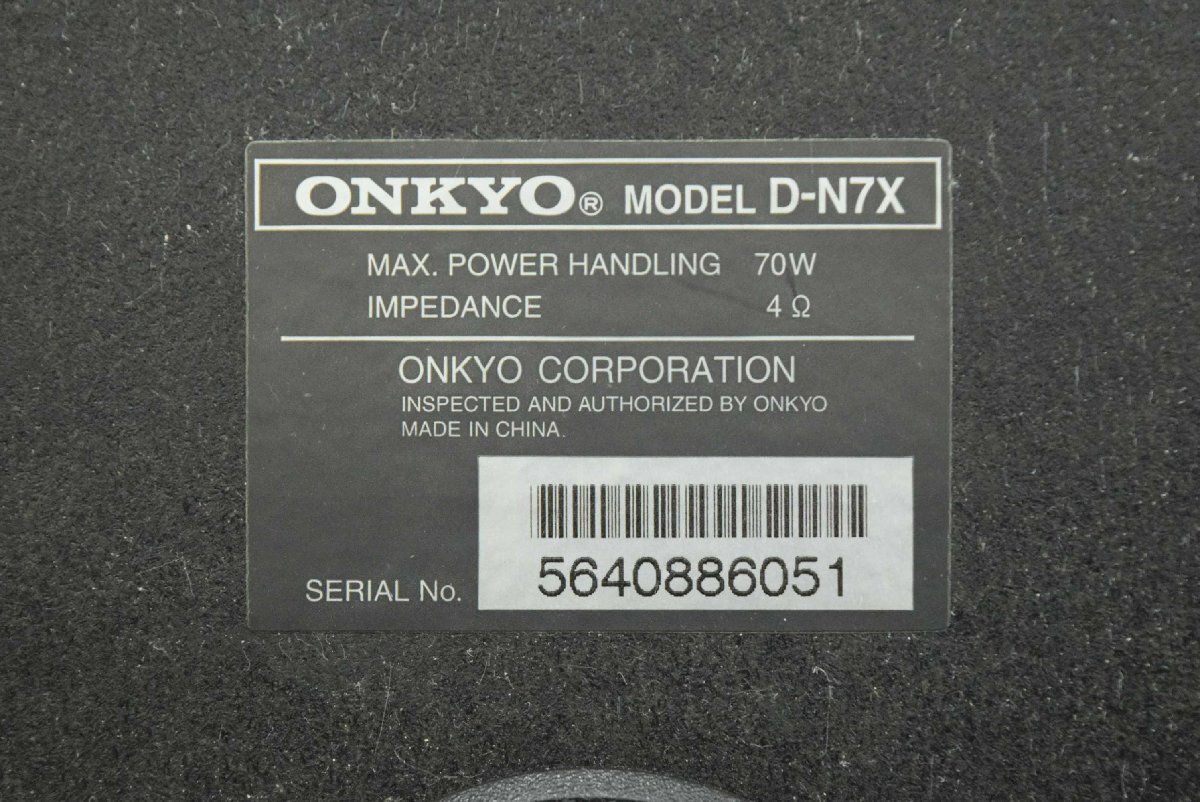 ONKYO® MODEL D-N7X
MAX. POWER HANDLING 70W
IMPEDANCE 4 Ω
ONKYO CORPORATION
INSPECTED AND AUTHORIZED BY ONKYO
MADE IN CHINA.
SERIAL No. 5640886051